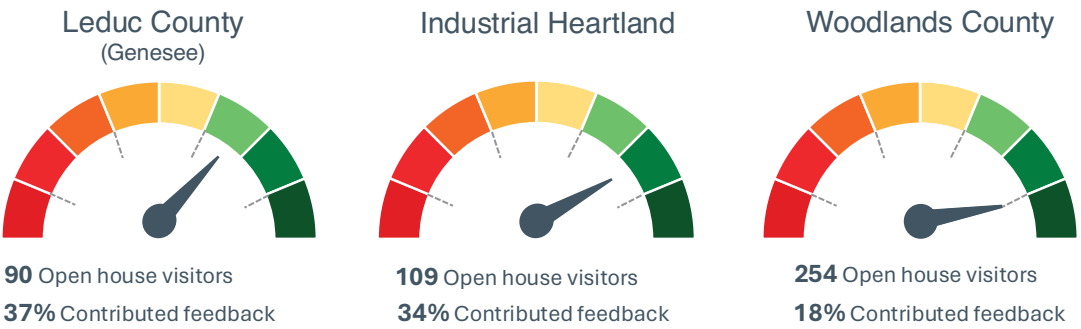 Leduc County
(Genesee)
90 Open house visitors
37% Contributed feedback
Industrial Heartland
109 Open house visitors
34% Contributed feedback
Woodlands County
254 Open house visitors
18% Contributed feedback